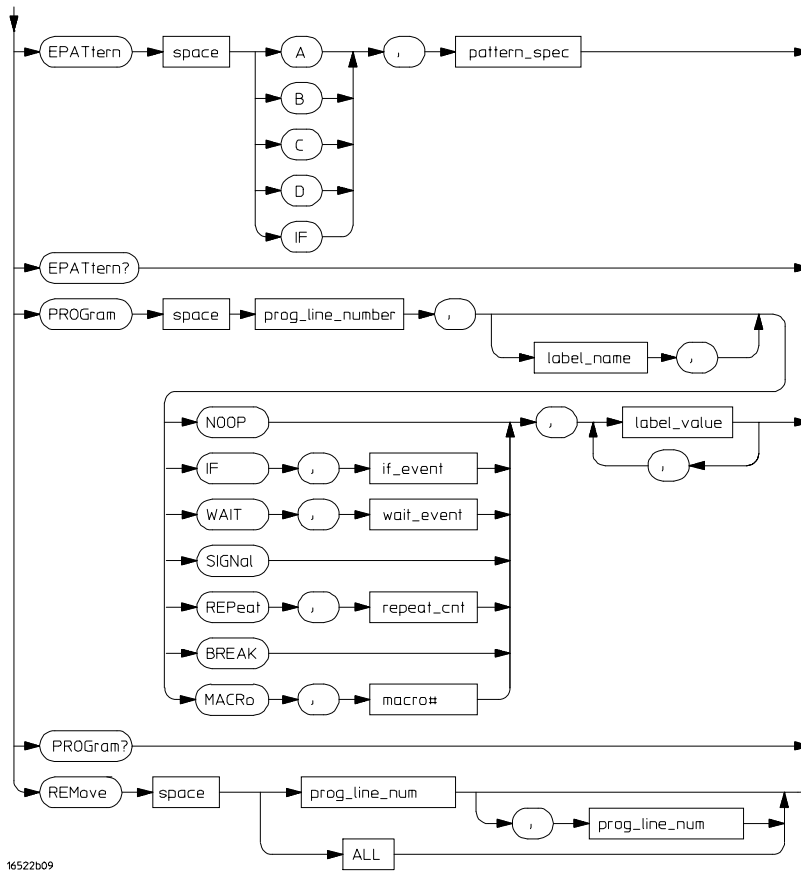 EPATtern space A , pattern_spec
B
C
D
IF
EPATtern?
PROGram space prog_line_number ,
label_name ,
NOOP , label_value
IF , if_event ,
WAIT , wait_event
SIGNal
REPeat , repeat_cnt
BREAK
MACRo , macro#
PROGram?
REMove space prog_line_num
, prog_line_num
ALL
16522b09